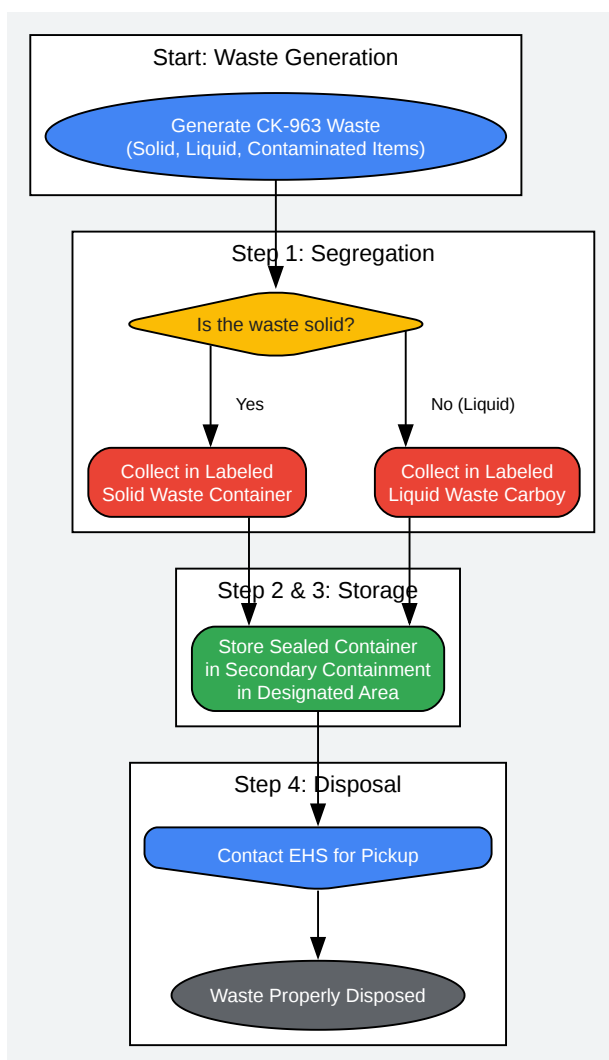 Start: Waste Generation
Generate CK-963 Waste
(Solid, Liquid, Contaminated Items)
Step 1: Segregation
Is the waste solid?
Yes
No (Liquid)
Collect in Labeled
Solid Waste Container
Collect in Labeled
Liquid Waste Carboy
Step 2 & 3: Storage
Store Sealed Container
in Secondary Containment
in Designated Area
Step 4: Disposal
Contact EHS for Pickup
Waste Properly Disposed